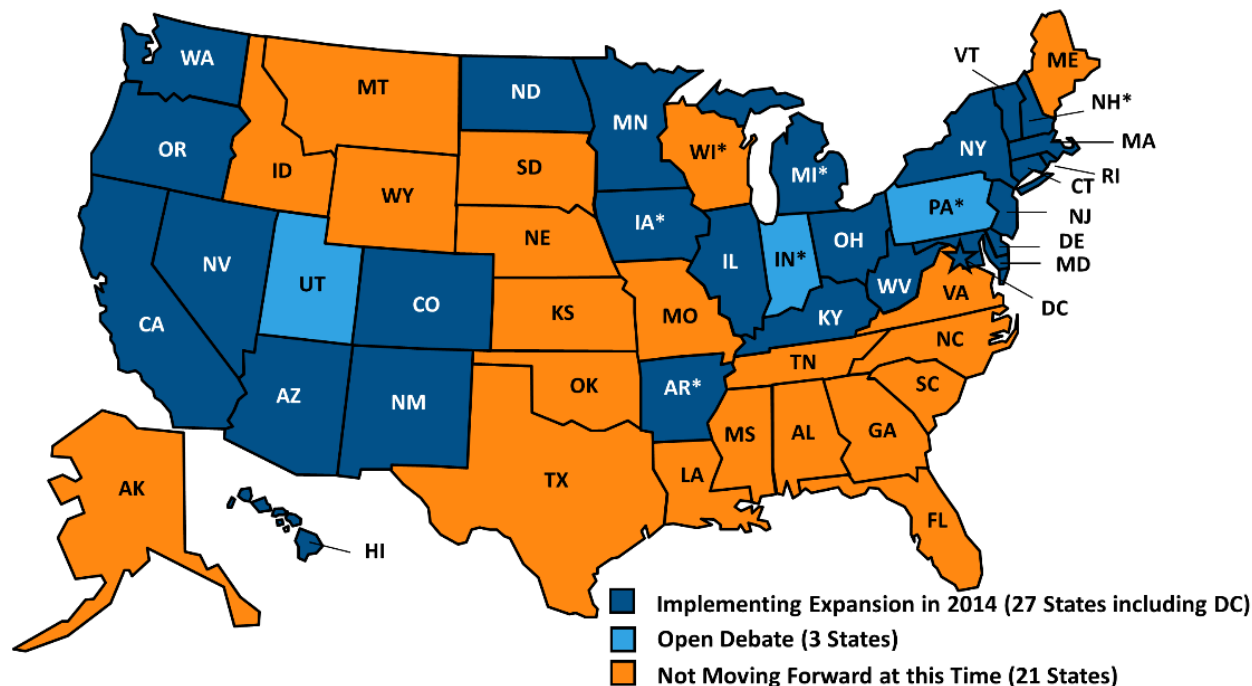 WA
MT
ND
MN
VT
ME
NH*
OR
ID
SD
WI*
MI*
NY
MA
RI
WY
CT
PA*
NJ
IA*
NE
NV
UT
CO
IL
IN*
OH
DE
MD
WV
VA
DC
CA
KS
MO
KY
NC
TN
AZ
NM
OK
AR*
SC
MS
AL
GA
TX
LA
AK
FL
HI
Implementing Expansion in 2014 (27 States including DC)
Open Debate (3 States)
Not Moving Forward at this Time (21 States)